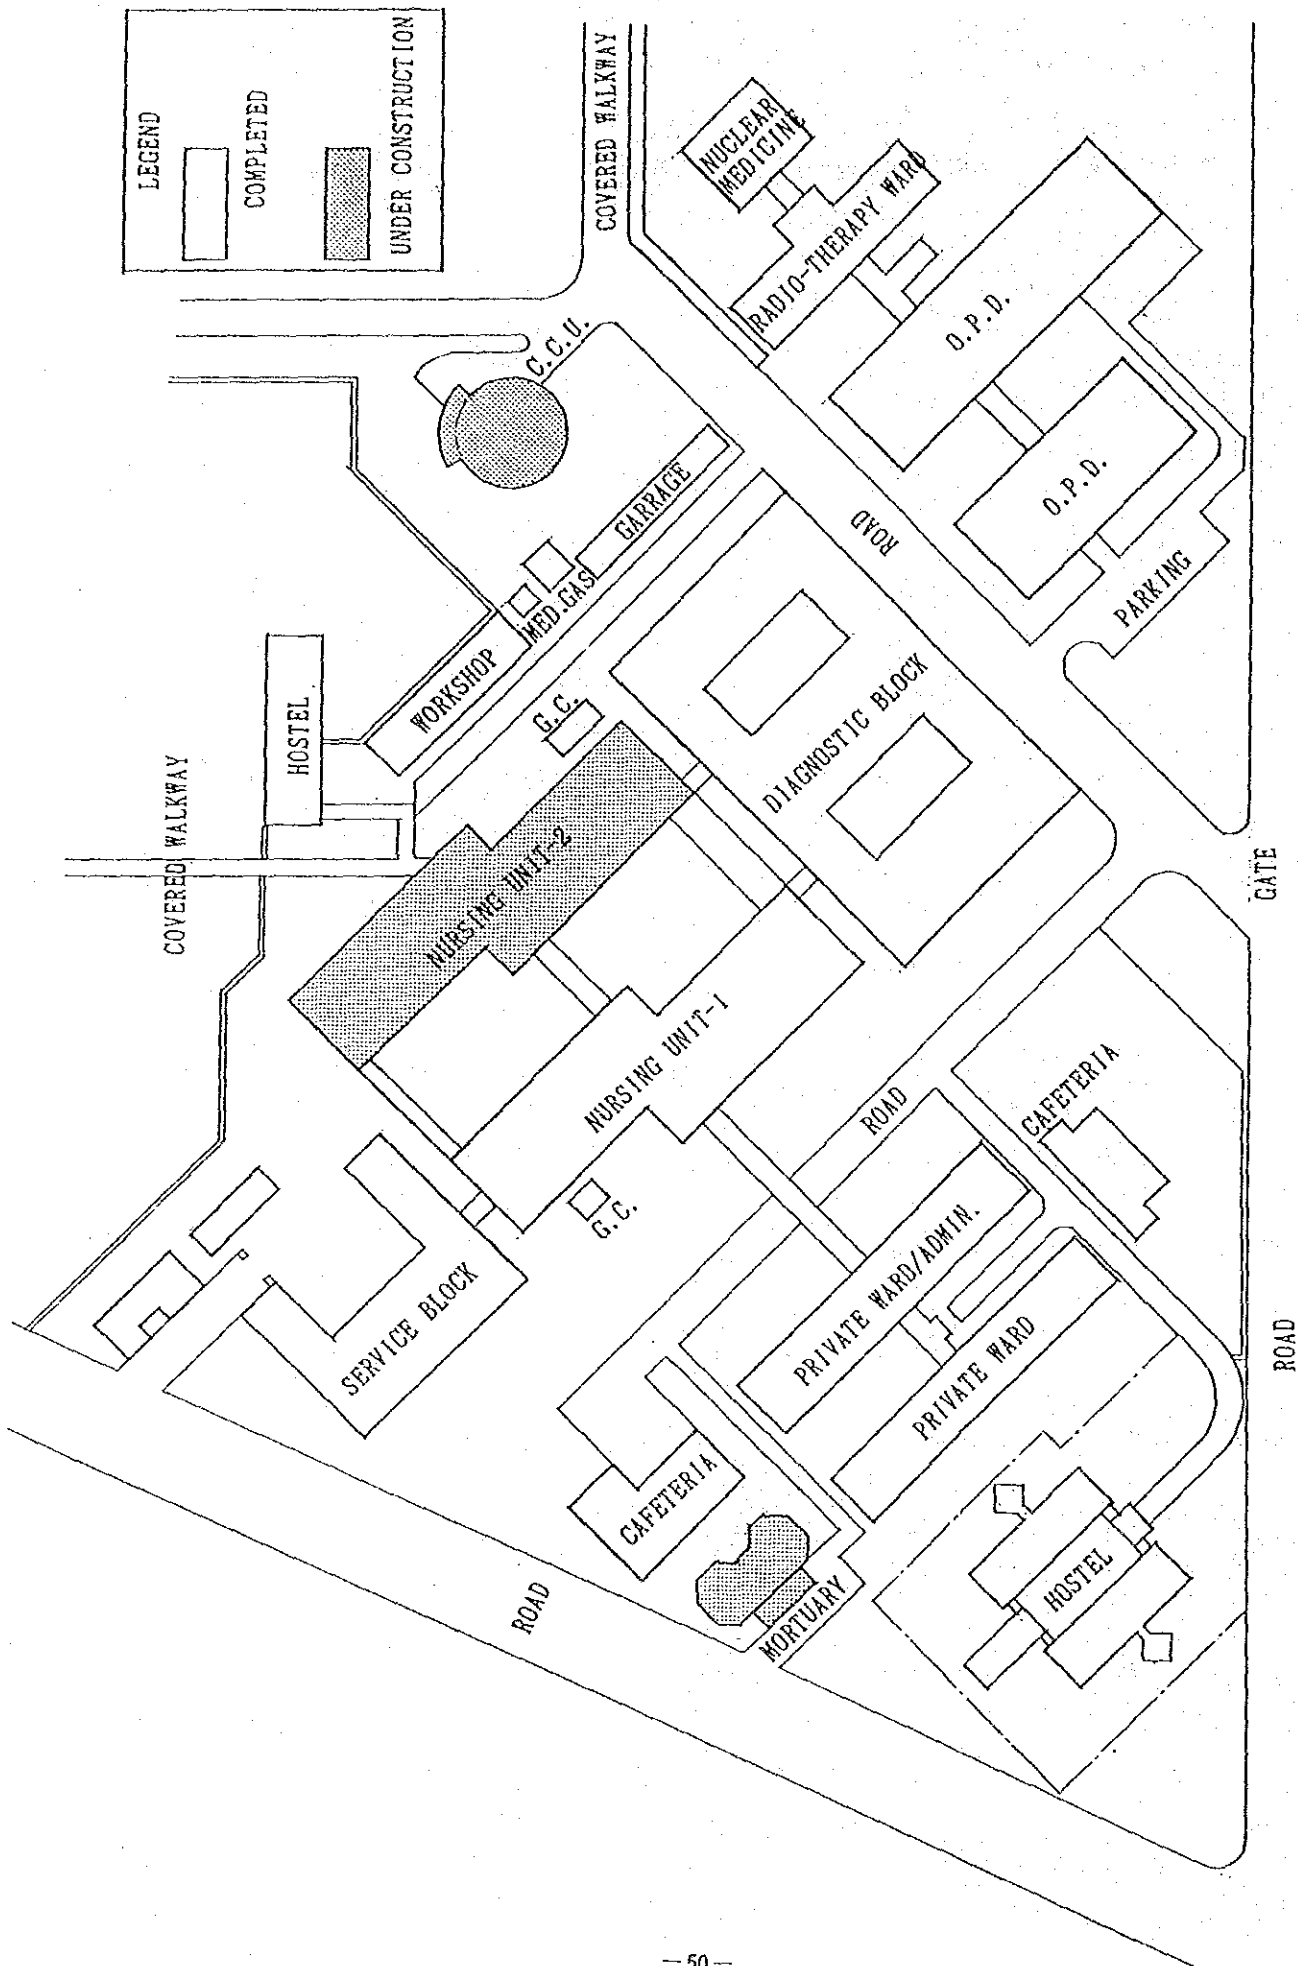 LEGEND
COMPLETED
UNDER CONSTRUCTION
COVERED WALKWAY
NUCLEAR
MEDICINE
RADIO-THERAPY WARD
O.P.D.
O.P.D.
PARKING
C.C.U.
GARRAGE
MED.GAS
WORKSHOP
HOSTEL
COVERED WALKWAY
G.C.
ROAD
DIAGNOSTIC BLOCK
NURSING UNIT-2
NURSING UNIT-1
GATE
ROAD
CAFETERIA
G.C.
SERVICE BLOCK
PRIVATE WARD/ADMIN.
PRIVATE WARD
ROAD
CAFETERIA
MORTUARY
HOSTEL
ROAD
— 50 —